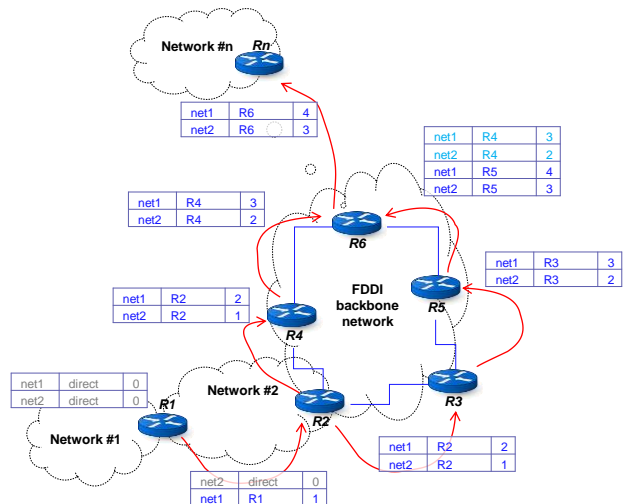 Network #n
Rn
net1 R6 4
net2 R6 3
net1 R4 3
net2 R4 2
net1 R5 4
net2 R5 3
net1 R4 3
net2 R4 2
R6
net1 R3 3
net2 R3 2
FDDI
backbone
network
R5
net1 R2 2
net2 R2 1
R4
net1 direct 0
net2 direct 0
Network #2
R1
R3
Network #1
R2
net1 R2 2
net2 R2 1
net2 direct 0
net1 R1 1